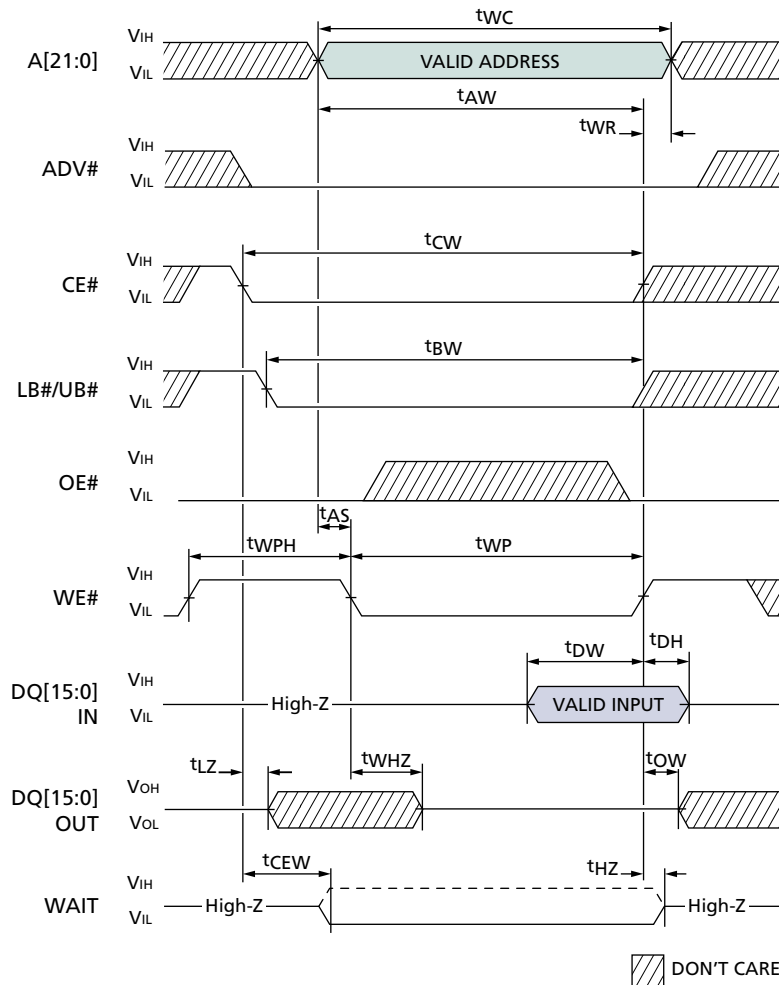 tWC
A[21:0]
VIH
VIL
VALID ADDRESS
tAW
tWR
ADV#
VIH
VIL
tCW
CE#
VIH
VIL
tBW
LB#/UB#
VIH
VIL
OE#
VIH
VIL
tAS
tWPH
tWP
WE#
VIH
VIL
tDW
tDH
DQ[15:0]
IN
VIH
VIL
High-Z
VALID INPUT
tLZ
tWHZ
tOW
DQ[15:0]
OUT
VOH
VOL
tCEW
tHZ
WAIT
VIH
VIL
High-Z
High-Z
DON'T CARE